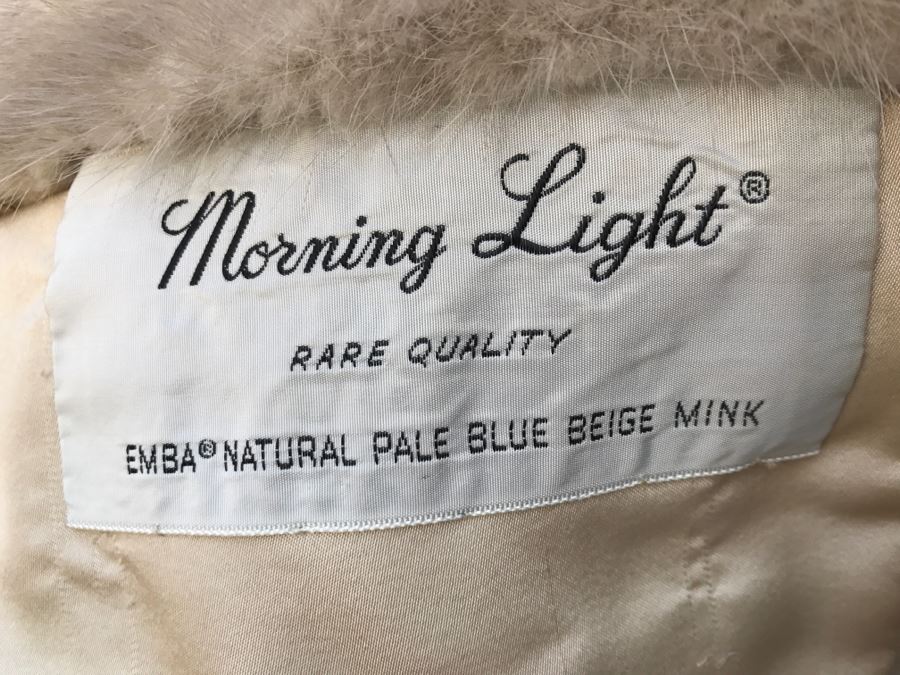 Morning Light®
RARE QUALITY
EMBA® NATURAL PALE BLUE BEIGE MINK